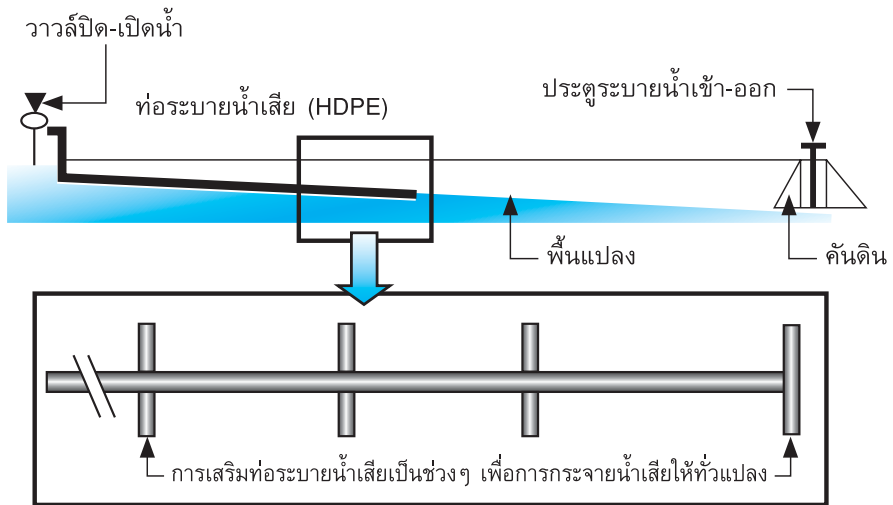 วาวล์ปิด-เปิดน้ำ
ท่อระบายน้ำเสีย (HDPE)
ประตูระบายน้ำเข้า-ออก
พื้นแปลง
คันดิน
การเสริมท่อระบายน้ำเสียเป็นช่วงๆ เพื่อการกระจายน้ำเสียให้ทั่วแปลง